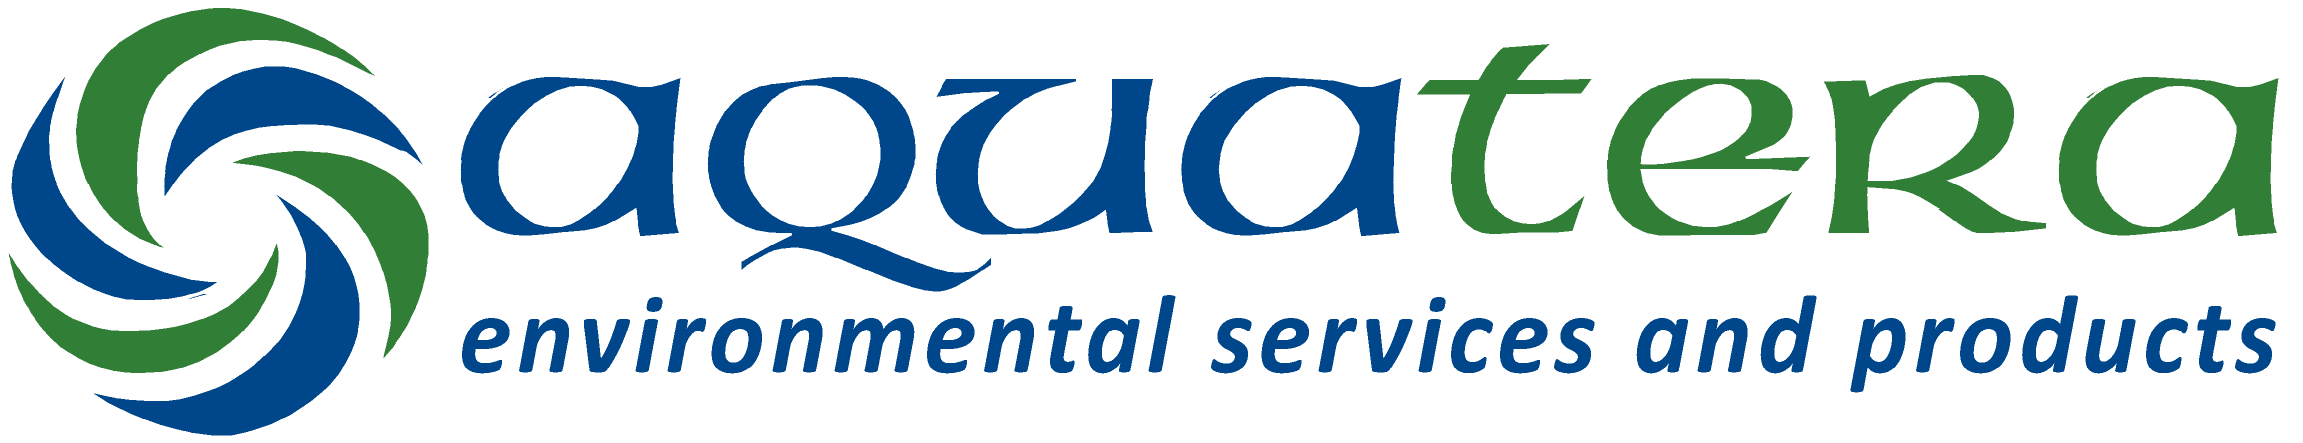 aquatera
environmental services and products